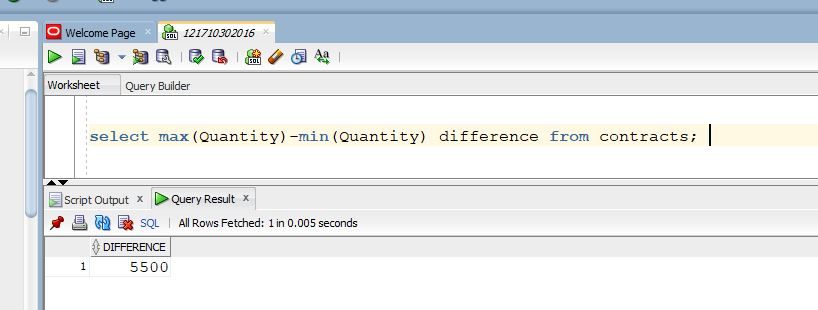 Welcome Page
121710302016
Worksheet
Query Builder
select max(Quantity)-min(Quantity) difference from contracts;
Script Output
Query Result
SQL
All Rows Fetched: 1 in 0.005 seconds
DIFFERENCE
1
5500